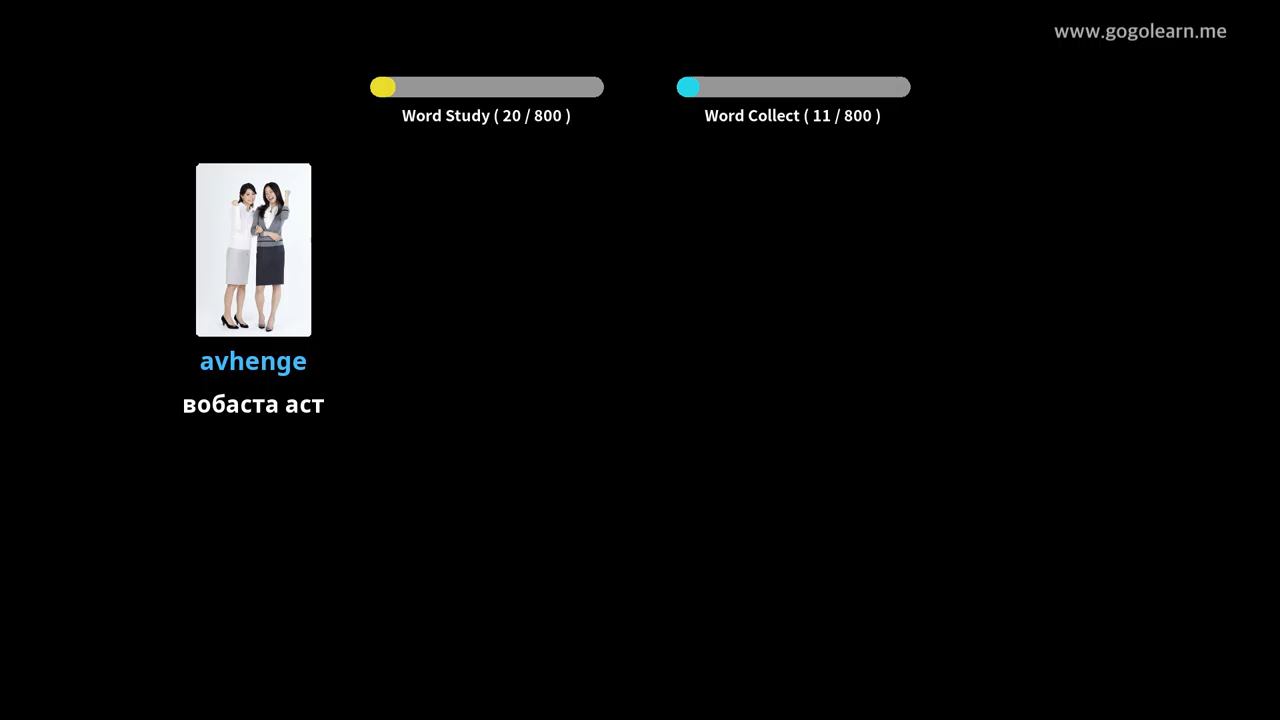 www.gogolearn.me
Word Study ( 20 / 800 )
Word Collect ( 11 / 800 )
avhenge
вобаста аст